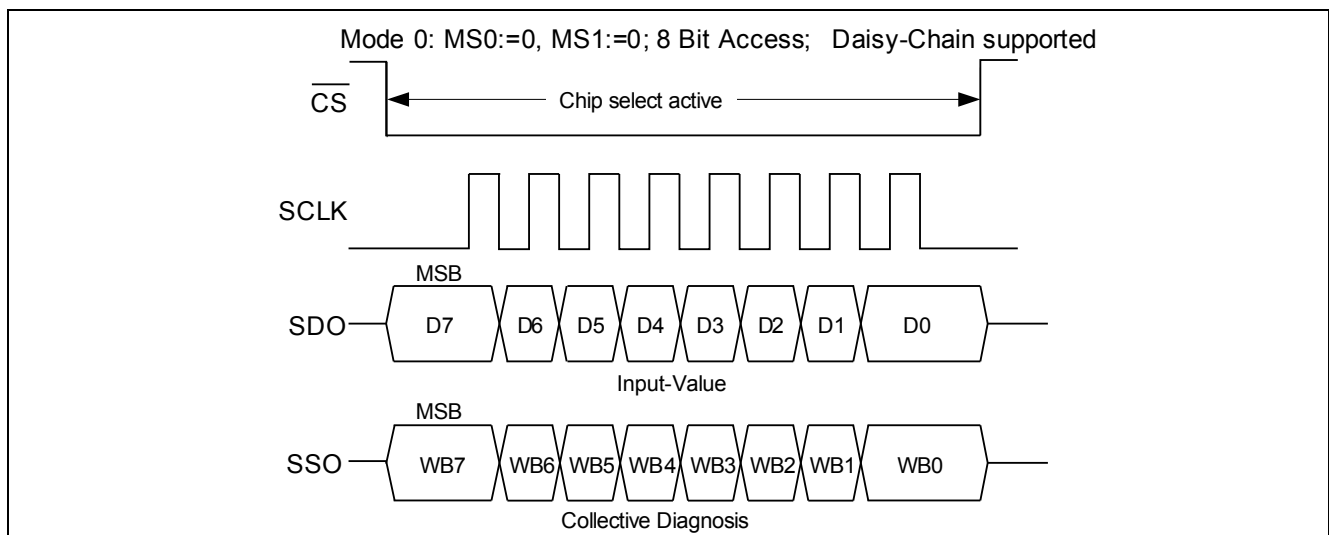 Mode 0: MS0:=0, MS1:=0; 8 Bit Access; Daisy-Chain supported
CS
Chip select active
SCLK
MSB
SDO D7 D6 D5 D4 D3 D2 D1 D0
Input-Value
MSB
SSO WB7 WB6 WB5 WB4 WB3 WB2 WB1 WB0
Collective Diagnosis